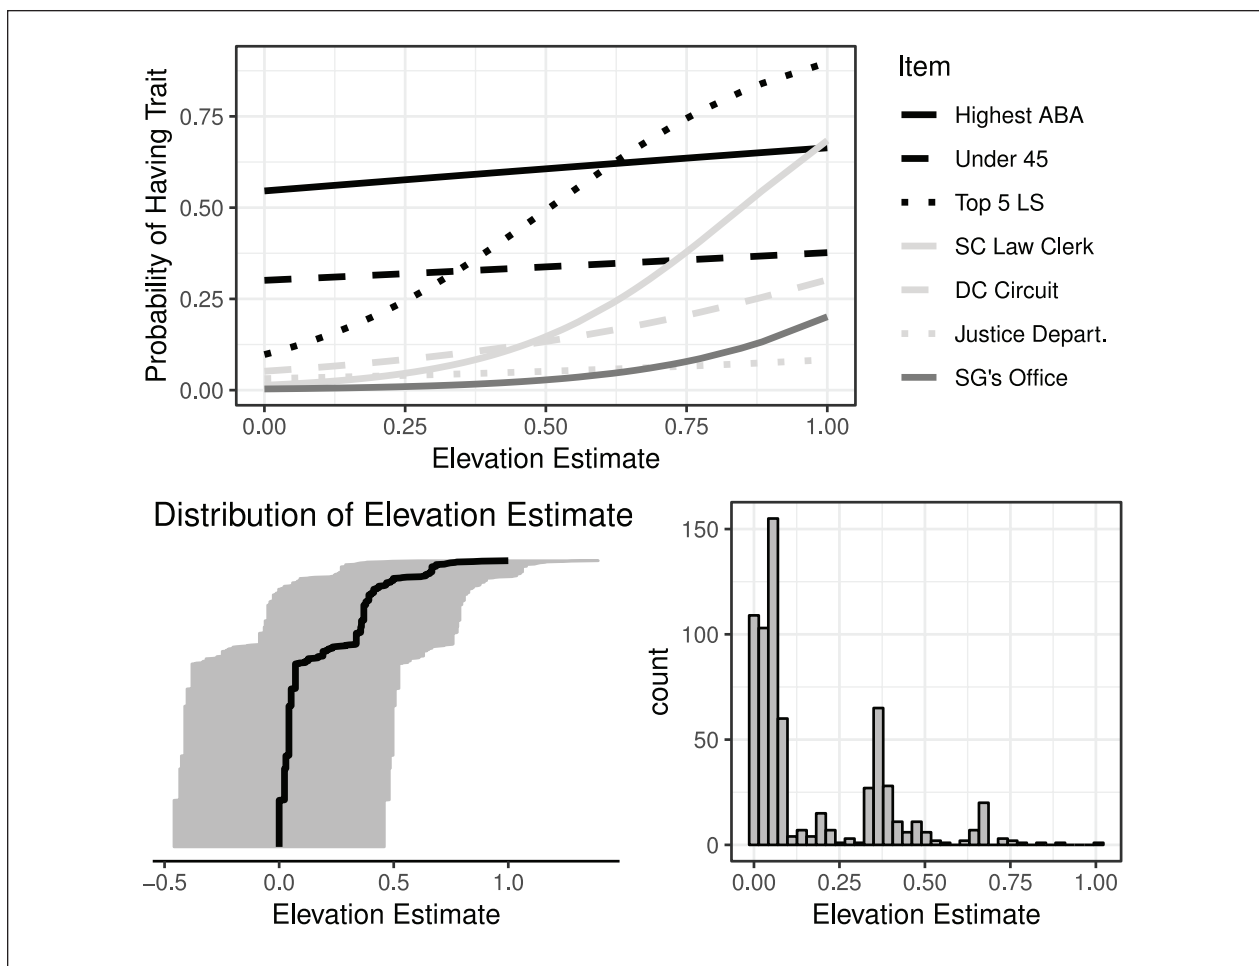 Probability of Having Trait
0.75
0.50
0.25
0.00
0.00 0.25 0.50 0.75 1.00
Elevation Estimate
Item
Highest ABA
Under 45
Top 5 LS
SC Law Clerk
DC Circuit
Justice Depart.
SG's Office
Distribution of Elevation Estimate
−0.5 0.0 0.5 1.0
Elevation Estimate
count
150
100
50
0
0.00 0.25 0.50 0.75 1.00
Elevation Estimate